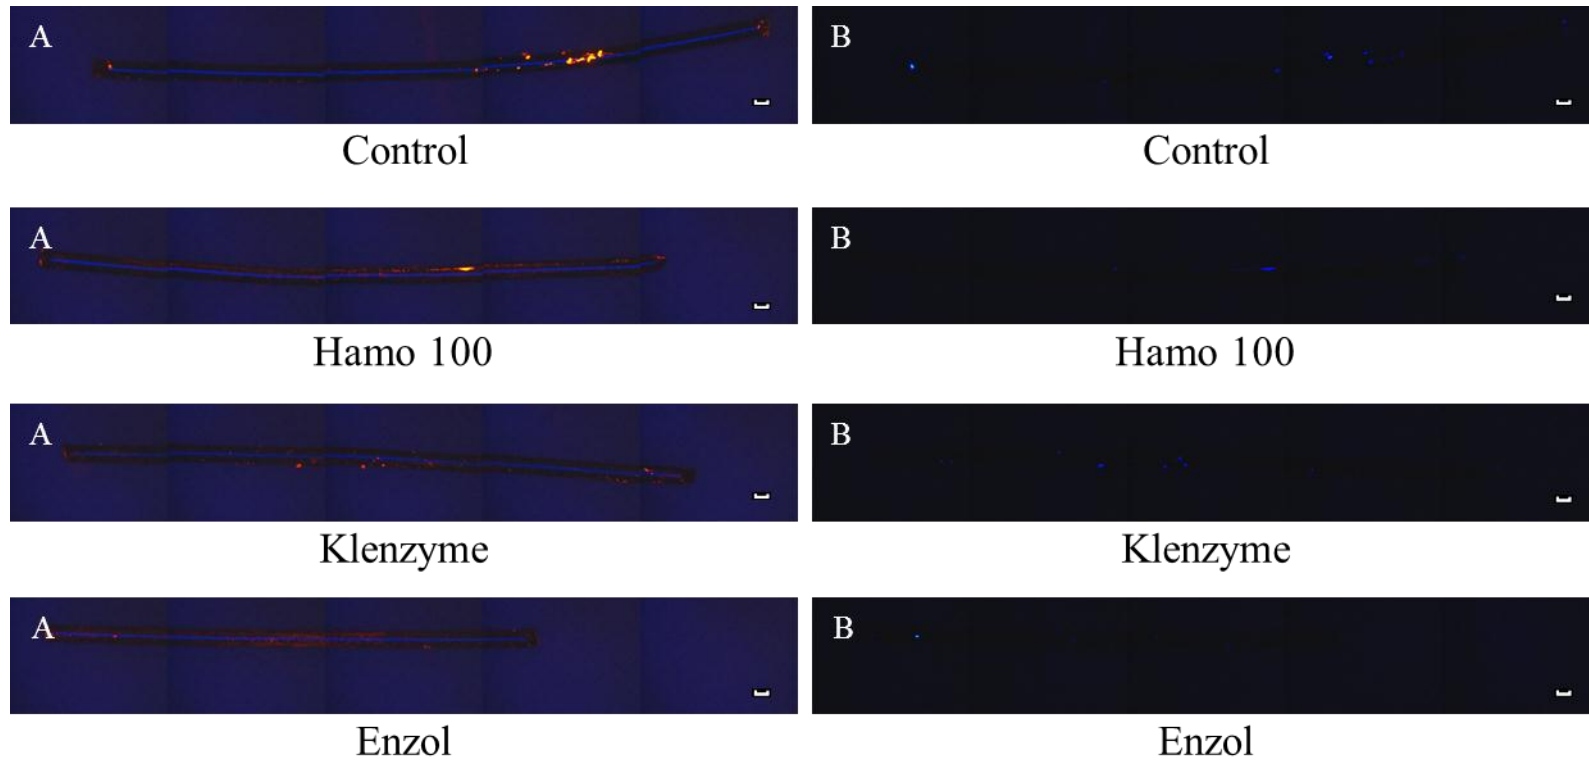 A B
Control Control
A B
Hamo 100 Hamo 100
A B
Klenzyme Klenzyme
A B
Enzol Enzol